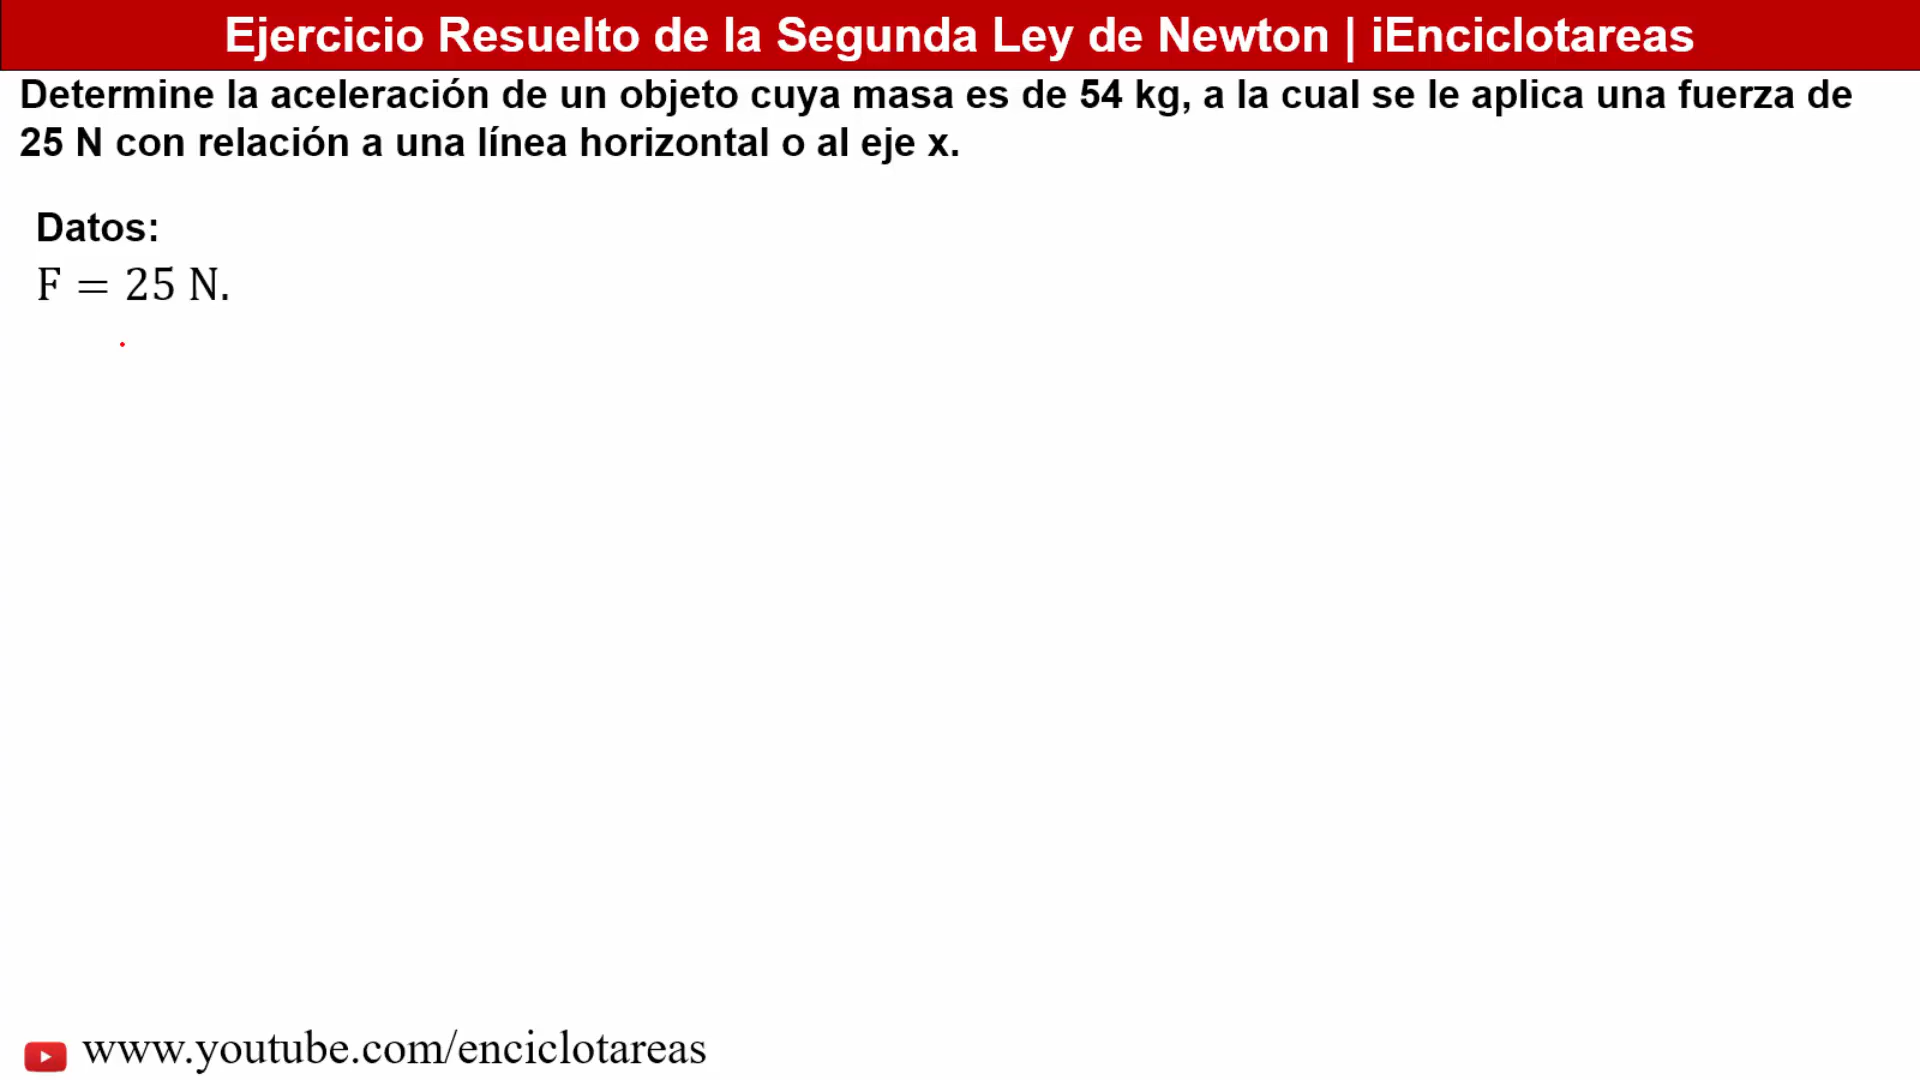 Ejercicio Resuelto de la Segunda Ley de Newton | iEnciclotareas
Determine la aceleración de un objeto cuya masa es de 54 kg, a la cual se le aplica una fuerza de
25 N con relación a una línea horizontal o al eje x.
Datos:
F = 25 N.
www.youtube.com/enciclotareas